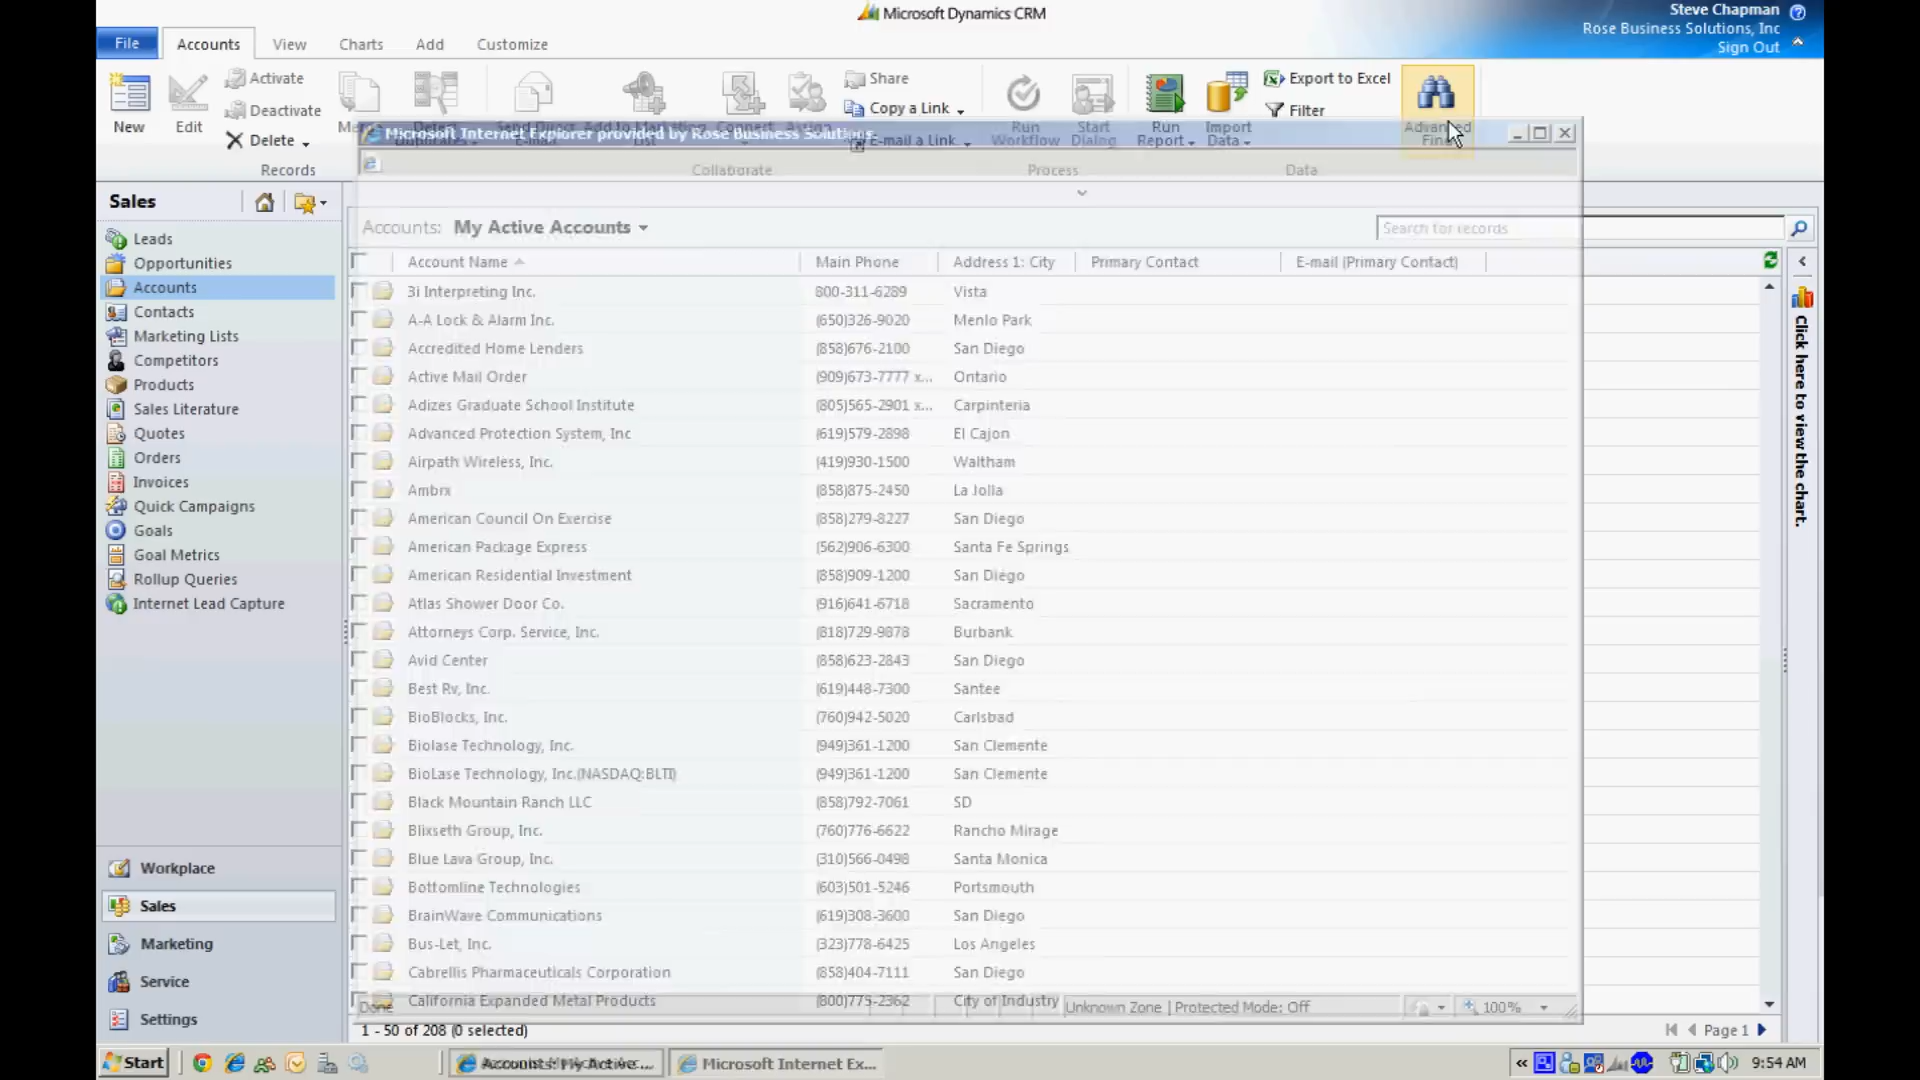 Microsoft Dynamics CRM
Steve Chapman
Rose Business Solutions, Inc
Sign Out
File
Accounts
View
Charts
Add
Customize
New
Edit
Activate
Deactivate
Delete
Share
Copy a Link
E-mail a Link
Run Workflow
Start Dialog
Run Report
Import Data
Export to Excel
Filter
Advanced Find
Microsoft Internet Explorer provided by Rose Business Solutions
Records
Collaborate
Process
Data
Sales
Leads
Opportunities
Accounts
Contacts
Marketing Lists
Competitors
Products
Sales Literature
Quotes
Orders
Invoices
Quick Campaigns
Goals
Goal Metrics
Rollup Queries
Internet Lead Capture
Workplace
Sales
Marketing
Service
Settings
Accounts: My Active Accounts
Search for records
Account Name Main Phone Address 1: City Primary Contact E-mail (Primary Contact)
3i Interpreting Inc. 800-311-6289 Vista
A-A Lock & Alarm Inc. (650)326-9020 Menlo Park
Accredited Home Lenders (858)676-2100 San Diego
Active Mail Order (909)673-7777 x... Ontario
Adizes Graduate School Institute (805)565-2901 x... Carpinteria
Advanced Protection System, Inc (619)579-2898 El Cajon
Airpath Wireless, Inc. (419)930-1500 Waltham
Ambrx (858)875-2450 La Jolla
American Council On Exercise (858)279-8227 San Diego
American Package Express (562)906-6300 Santa Fe Springs
American Residential Investment (858)909-1200 San Diego
Atlas Shower Door Co. (916)641-6718 Sacramento
Attorneys Corp. Service, Inc. (818)729-9878 Burbank
Avid Center (858)623-2843 San Diego
Best Rv, Inc. (619)448-7300 Santee
BioBlocks, Inc. (760)942-5020 Carlsbad
Biolase Technology, Inc. (949)361-1200 San Clemente
BioLase Technology, Inc.(NASDAQ:BLTI) (949)361-1200 San Clemente
Black Mountain Ranch LLC (858)792-7061 SD
Blixseth Group, Inc. (760)776-6622 Rancho Mirage
Blue Lava Group, Inc. (310)566-0498 Santa Monica
Bottomline Technologies (603)501-5246 Portsmouth
BrainWave Communications (619)308-3600 San Diego
Bus-Let, Inc. (323)778-6425 Los Angeles
Cabrellis Pharmaceuticals Corporation (858)404-7111 San Diego
California Expanded Metal Products (800)775-2362 City of Industry
Done
Unknown Zone | Protected Mode: Off
100%
1 - 50 of 208 (0 selected)
Page 1
Click here to view the chart.
Start
Microsoft Internet Ex...
9:54 AM